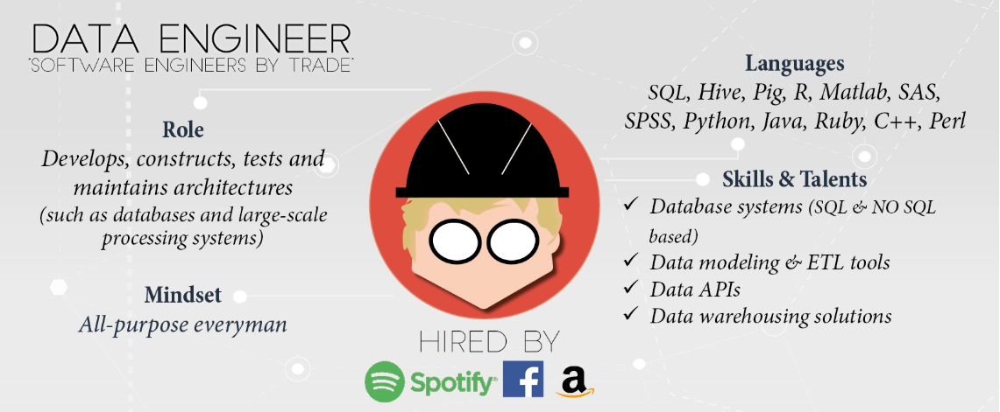 DATA ENGINEER
"SOFTWARE ENGINEERS BY TRADE"
Role
Develops, constructs, tests and
maintains architectures
(such as databases and large-scale
processing systems)
Mindset
All-purpose everyman
HIRED BY
Spotify®
f
a
Languages
SQL, Hive, Pig, R, Matlab, SAS,
SPSS, Python, Java, Ruby, C++, Perl
Skills & Talents
✓ Database systems (SQL & NO SQL
based)
✓ Data modeling & ETL tools
✓ Data APIs
✓ Data warehousing solutions